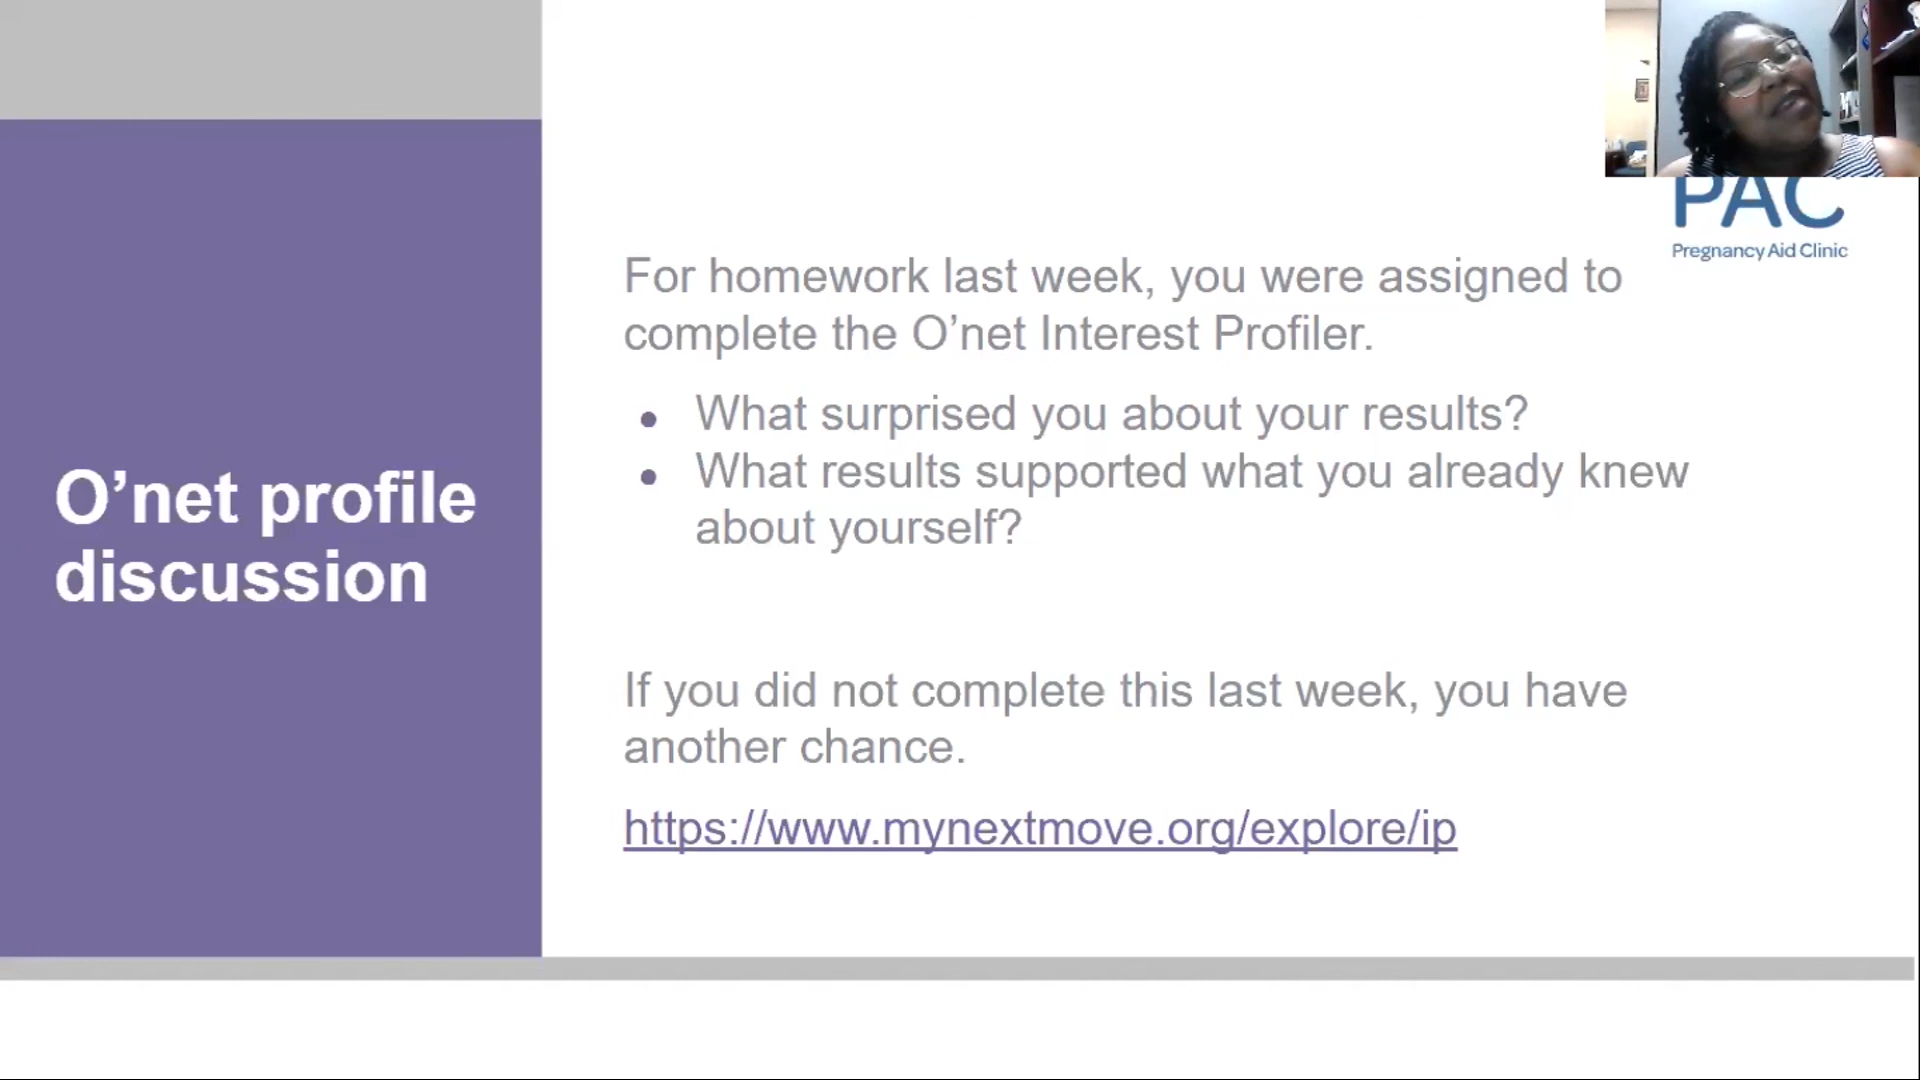 PAC
Pregnancy Aid Clinic
For homework last week, you were assigned to
complete the O’net Interest Profiler.
• What surprised you about your results?
• What results supported what you already knew
about yourself?
O’net profile
discussion
If you did not complete this last week, you have
another chance.
https://www.mynextmove.org/explore/ip